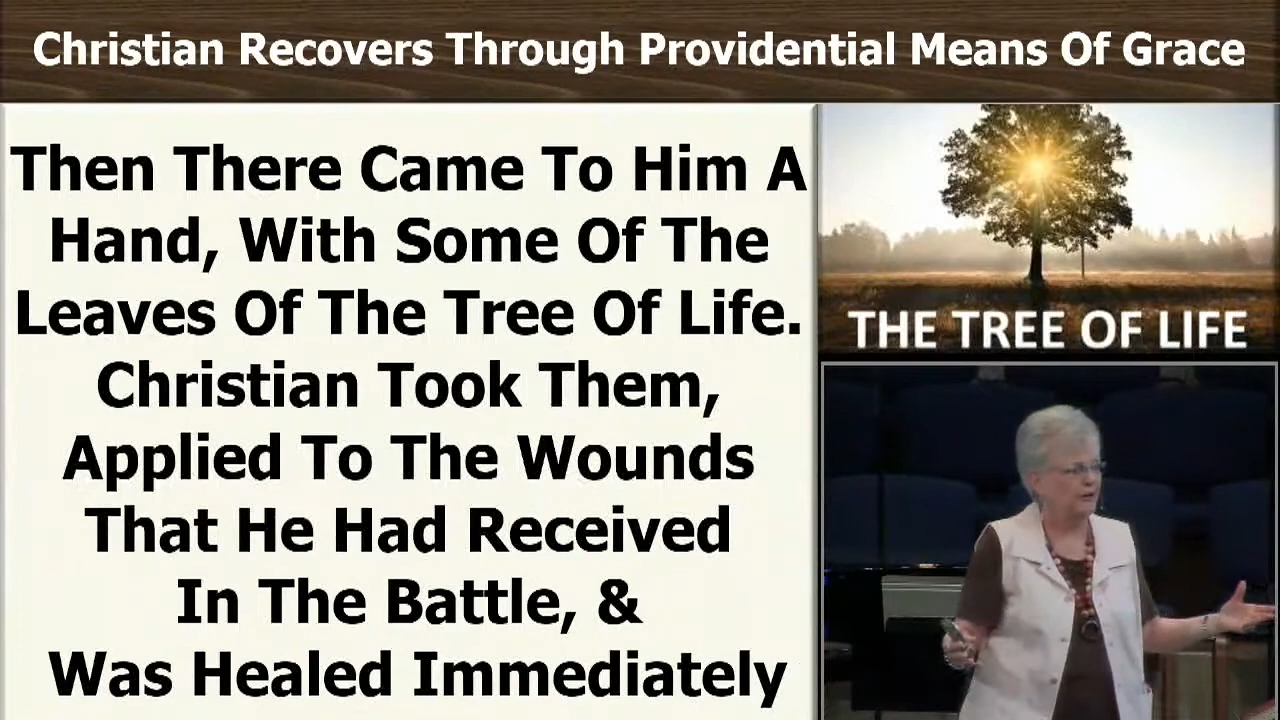 Christian Recovers Through Providential Means Of Grace
Then There Came To Him A
Hand, With Some Of The
Leaves Of The Tree Of Life.
Christian Took Them,
Applied To The Wounds
That He Had Received
In The Battle, &
Was Healed Immediately
THE TREE OF LIFE